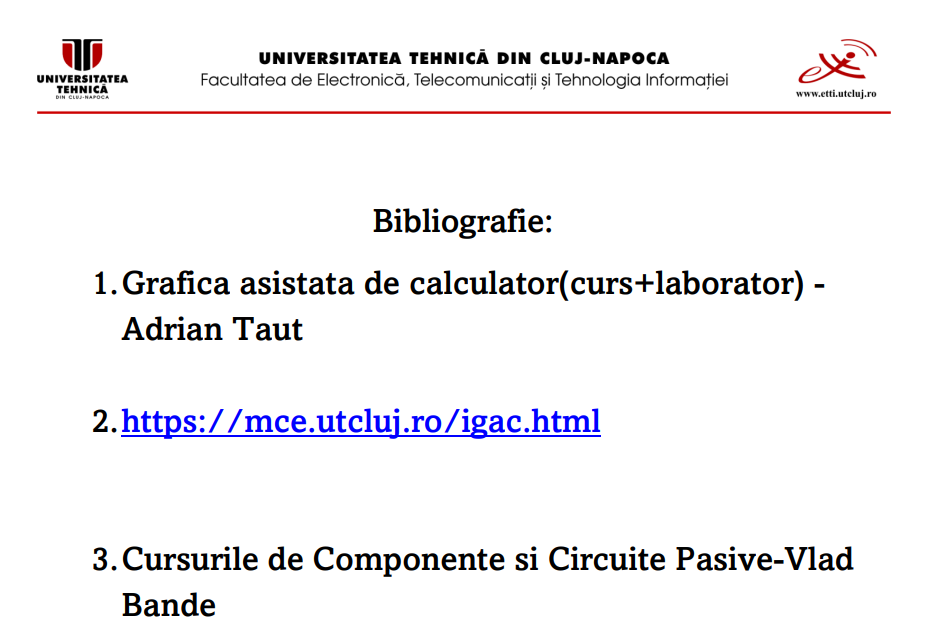 UNIVERSITATEA
TEHNICĂ
DIN CLUJ-NAPOCA
UNIVERSITATEA TEHNICĂ DIN CLUJ-NAPOCA
Facultatea de Electronică, Telecomunicații și Tehnologia Informației
www.etti.utcluj.ro
Bibliografie:
1. Grafica asistata de calculator(curs+laborator) -
Adrian Taut
2. https://mce.utcluj.ro/igac.html
3. Cursurile de Componente si Circuite Pasive-Vlad
Bande